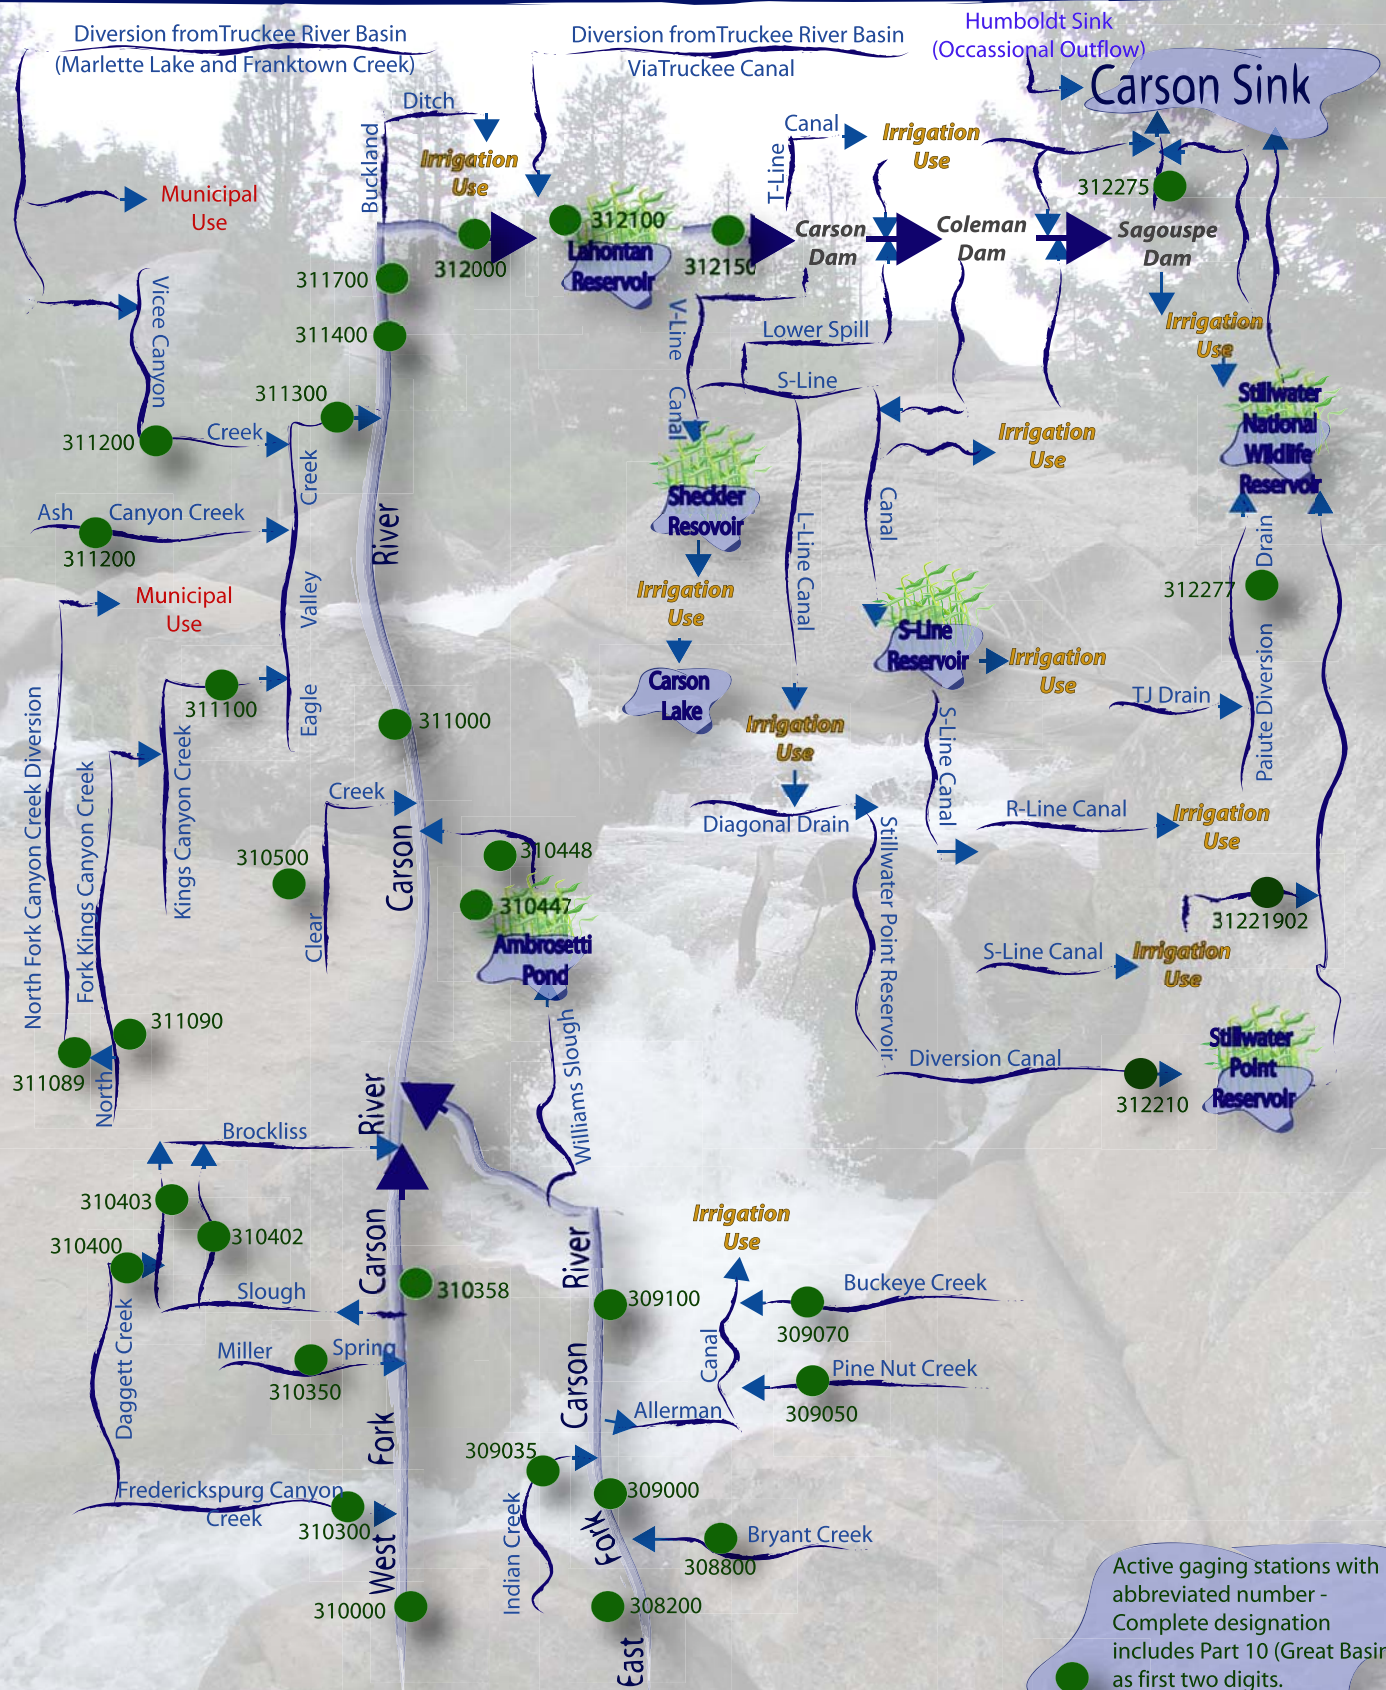 Diversion fromTruckee River Basin
(Marlette Lake and Franktown Creek)
Diversion fromTruckee River Basin
ViaTruckee Canal
Humboldt Sink
(Occassional Outflow)
Carson Sink
Ditch
Buckland
Irrigation
Use
Canal
T-Line
Irrigation
Use
312275
Municipal
Use
312100
Lahontan
Reservoir
312000
312150
Carson
Dam
Coleman
Dam
Sagouspe
Dam
Irrigation
Use
311700
311400
Vicee Canyon
311300
311200
Creek
V-Line
Canal
Lower Spill
S-Line
Irrigation
Use
Stillwater
National
Wildlife
Reservoir
Ash
Canyon Creek
311200
Creek
Valley
Eagle
River
Sheckler
Resovoir
Irrigation
Use
Carson
Lake
L-Line Canal
Canal
S-Line
Reservoir
Irrigation
Use
Drain
312277
Paiute Diversion
TJ Drain
Municipal
Use
311100
311000
Irrigation
Use
S-Line Canal
North Fork Canyon Creek Diversion
Fork Kings Canyon Creek
Kings Canyon Creek
Creek
Clear
310500
Carson
310448
310447
Ambrosetti
Pond
Diagonal Drain
Stillwater Point Reservoir
R-Line Canal
Irrigation
Use
31221902
S-Line Canal
Irrigation
Use
Stillwater
Point
Reservoir
Diversion Canal
312210
311090
311089
North
River
Williams Slough
Brockliss
310403
310402
310400
Slough
Carson
310358
Daggett Creek
Miller
Spring
310350
Fork
River
309100
Irrigation
Use
Buckeye Creek
309070
Canal
Pine Nut Creek
309050
Carson
Allerman
309035
Indian Creek
309000
Fork
Bryant Creek
308800
Frederickspurg Canyon
Creek
310300
West
310000
308200
East
Active gaging stations with
abbreviated number -
Complete designation
includes Part 10 (Great Basin
as first two digits.